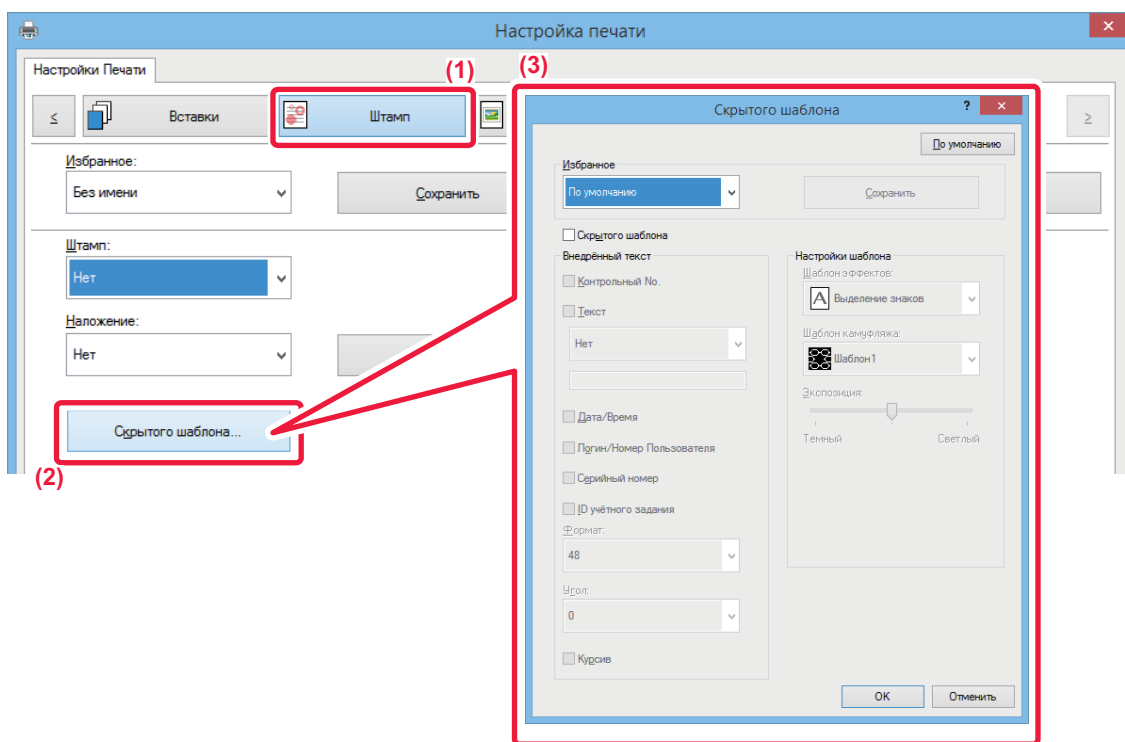 Настройка печати
Настройки Печати
(1)
(3)
<
Вставки
Штамп
>
Избранное:
Без имени
Сохранить
Штамп:
Нет
Наложение:
Нет
Скрытого шаблона...
(2)
Скрытого шаблона
?
По умолчанию
Избранное
По умолчанию
Сохранить
Скрытого шаблона
Внедрённый текст
Контрольный No.
Текст
Нет
Дата/Время
Логин/Номер Пользователя
Серийный номер
ID учётного задания
Формат:
48
Угол:
0
Курсив
Настройки шаблона
Шаблон эффектов:
A Выделение знаков
Шаблон камуфляжа:
Шаблон1
Экспозиция:
Темный Светлый
OK Отменить